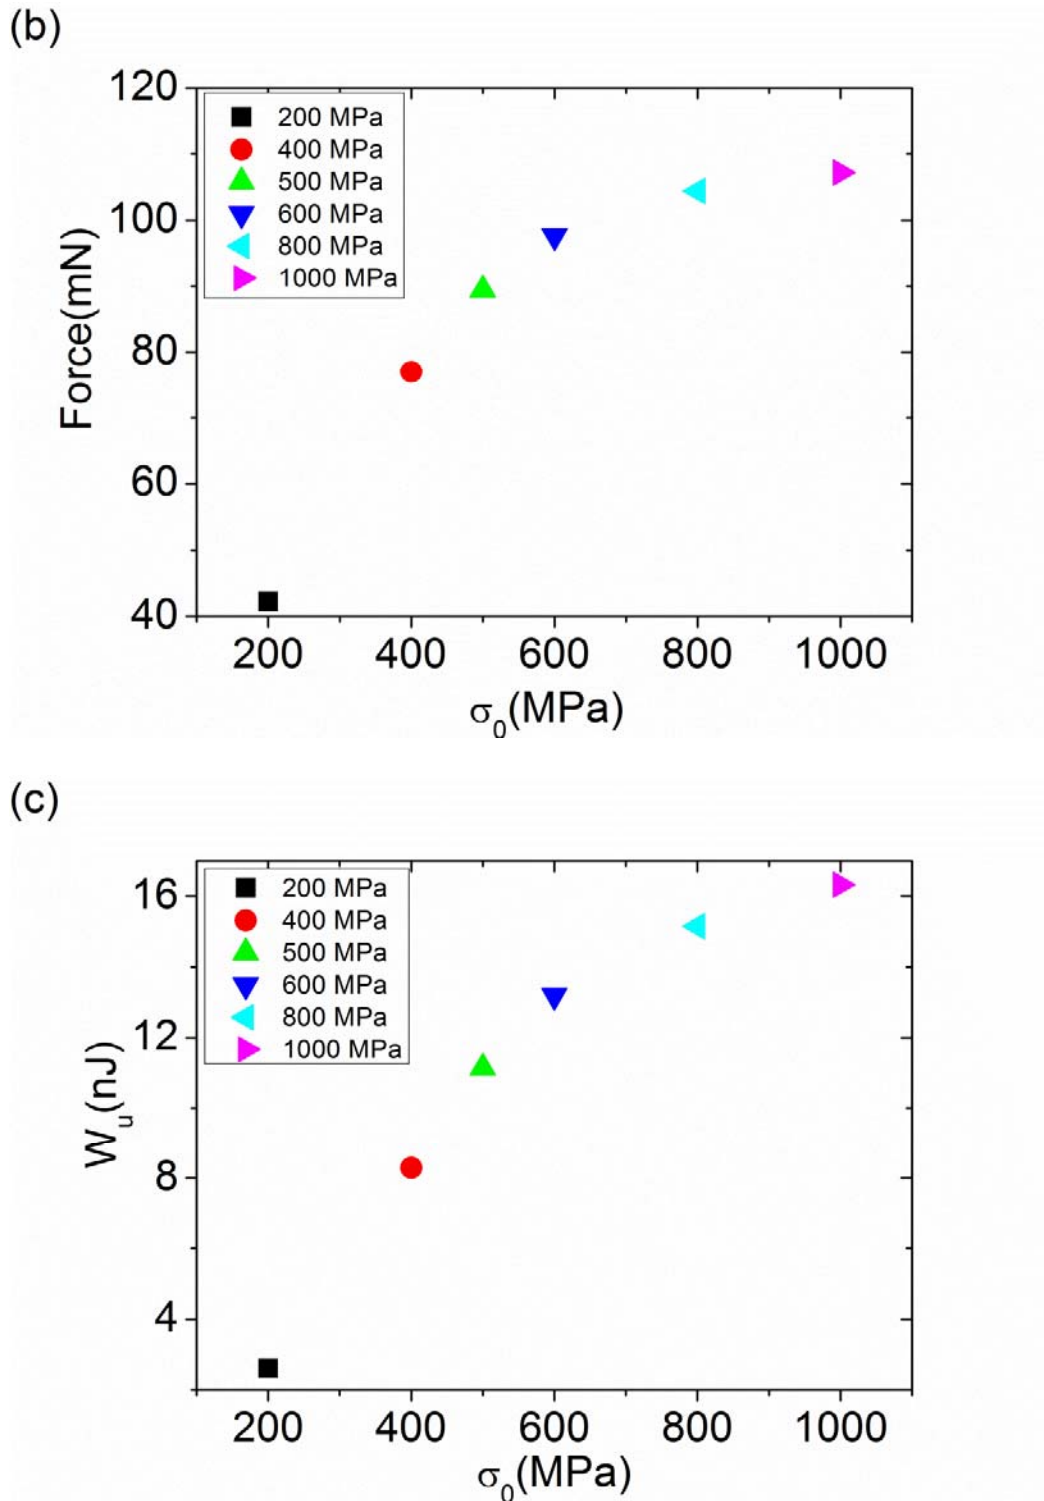 (b)
120
100
80
60
40
Force(mN)
200 MPa
400 MPa
500 MPa
600 MPa
800 MPa
1000 MPa
200 400 600 800 1000
σ₀(MPa)
(c)
16
12
8
4
Wᵤ(nJ)
200 MPa
400 MPa
500 MPa
600 MPa
800 MPa
1000 MPa
200 400 600 800 1000
σ₀(MPa)